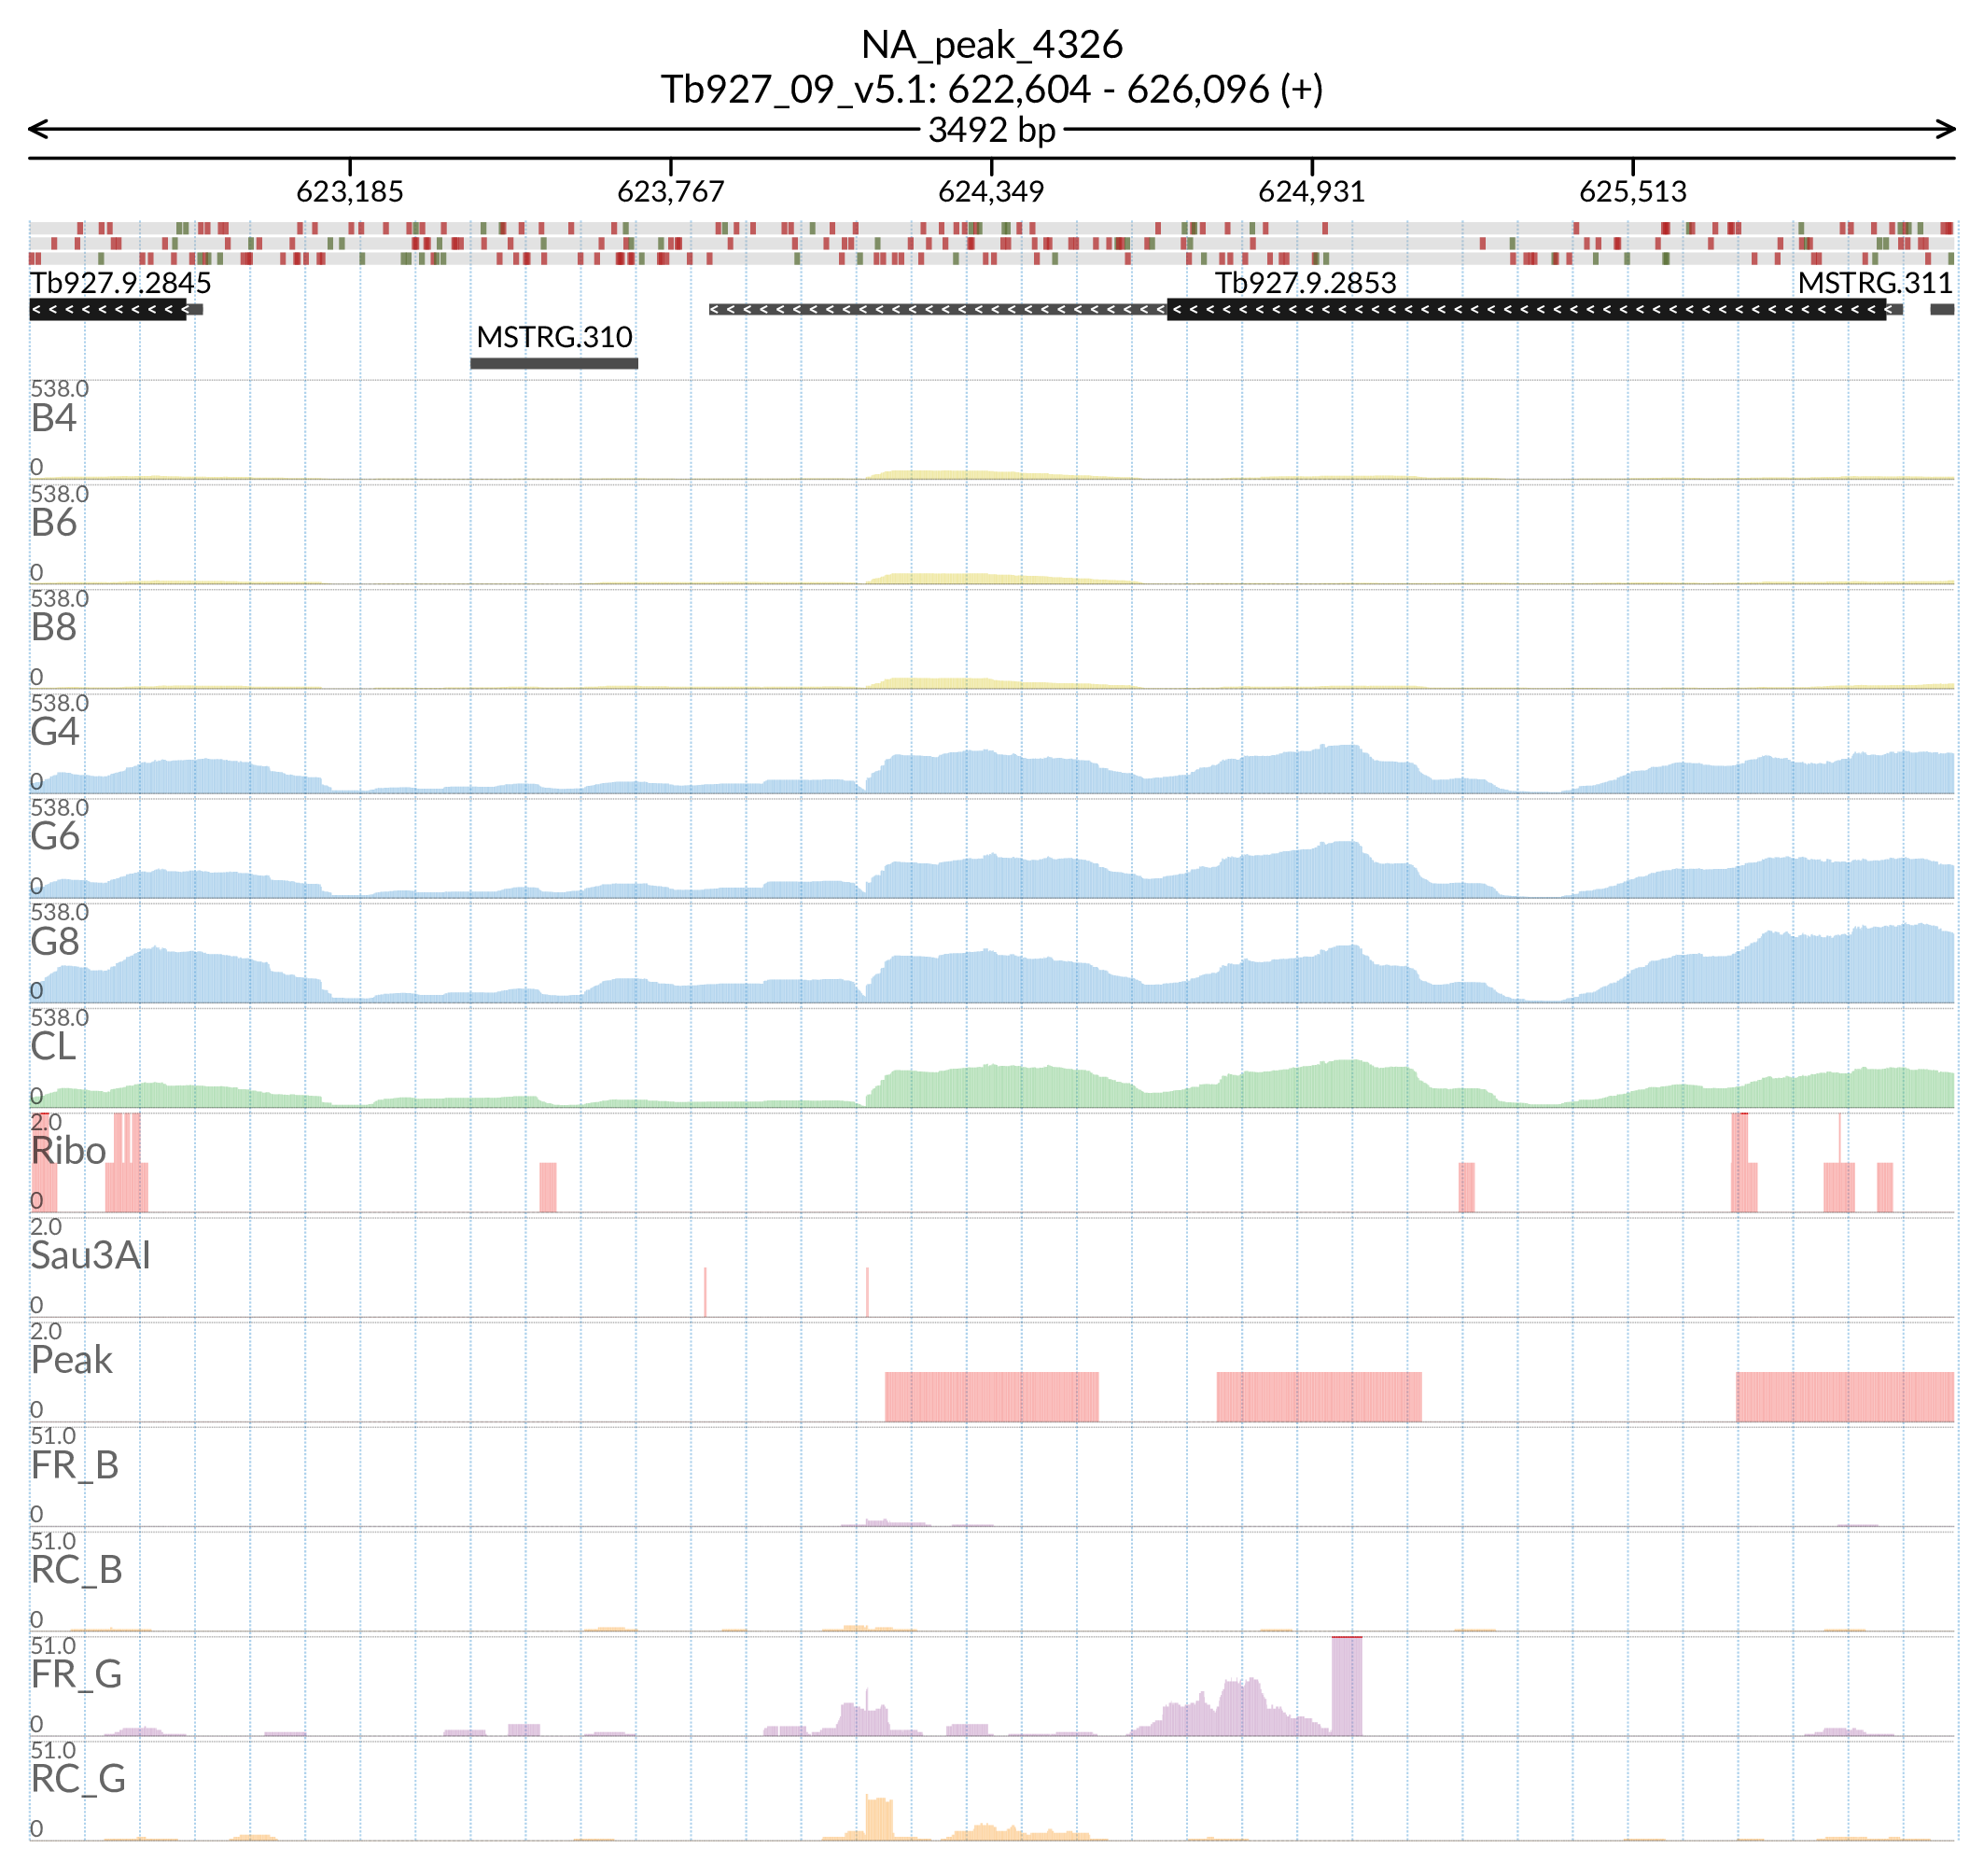 NA_peak_4326
Tb927_09_v5.1: 622,604 - 626,096 (+)
3492 bp
623,185 623,767 624,349 624,931 625,513
Tb927.9.2845 Tb927.9.2853 MSTRG.311
MSTRG.310
538.0
B4
0
538.0
B6
0
538.0
B8
0
538.0
G4
0
538.0
G6
0
538.0
G8
0
538.0
CL
0
2.0
Ribo
0
2.0
Sau3AI
0
2.0
Peak
0
51.0
FR_B
0
51.0
RC_B
0
51.0
FR_G
0
51.0
RC_G
0